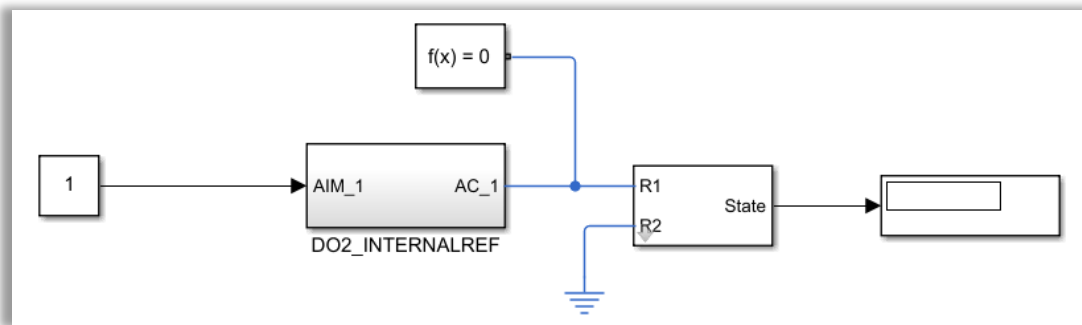 f(x) = 0
1
AIM_1
AC_1
DO2_INTERNALREF
R1
R2
State